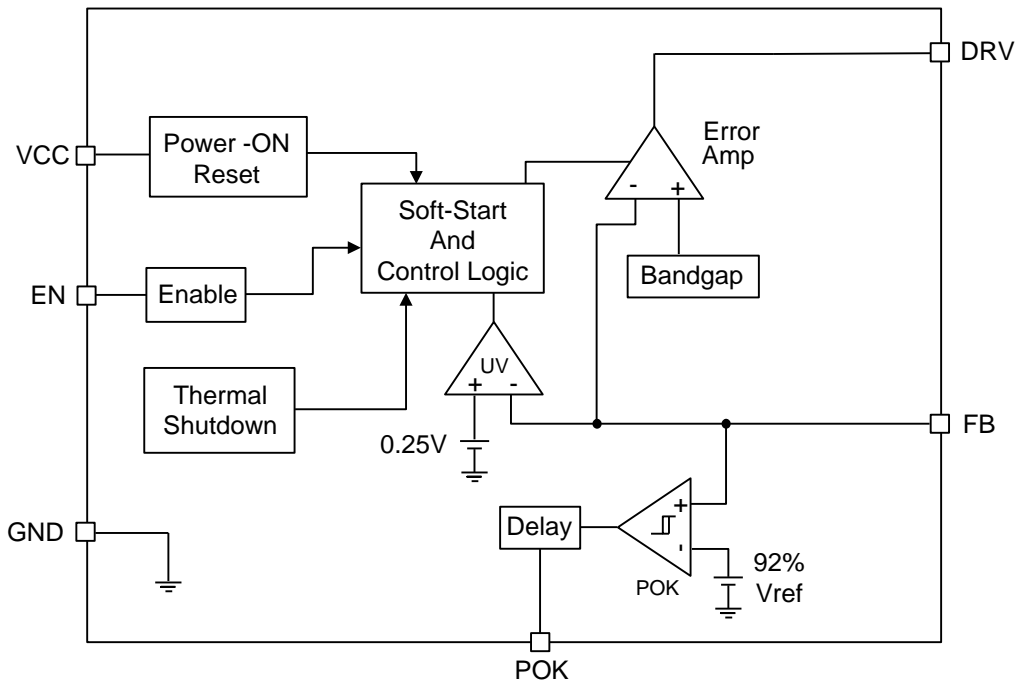 DRV
Error
Amp
-
+
VCC
Power -ON
Reset
Soft-Start
And
Control Logic
Bandgap
EN
Enable
UV
+
-
Thermal
Shutdown
0.25V
FB
GND
Delay
+
-
POK
92%
Vref
POK